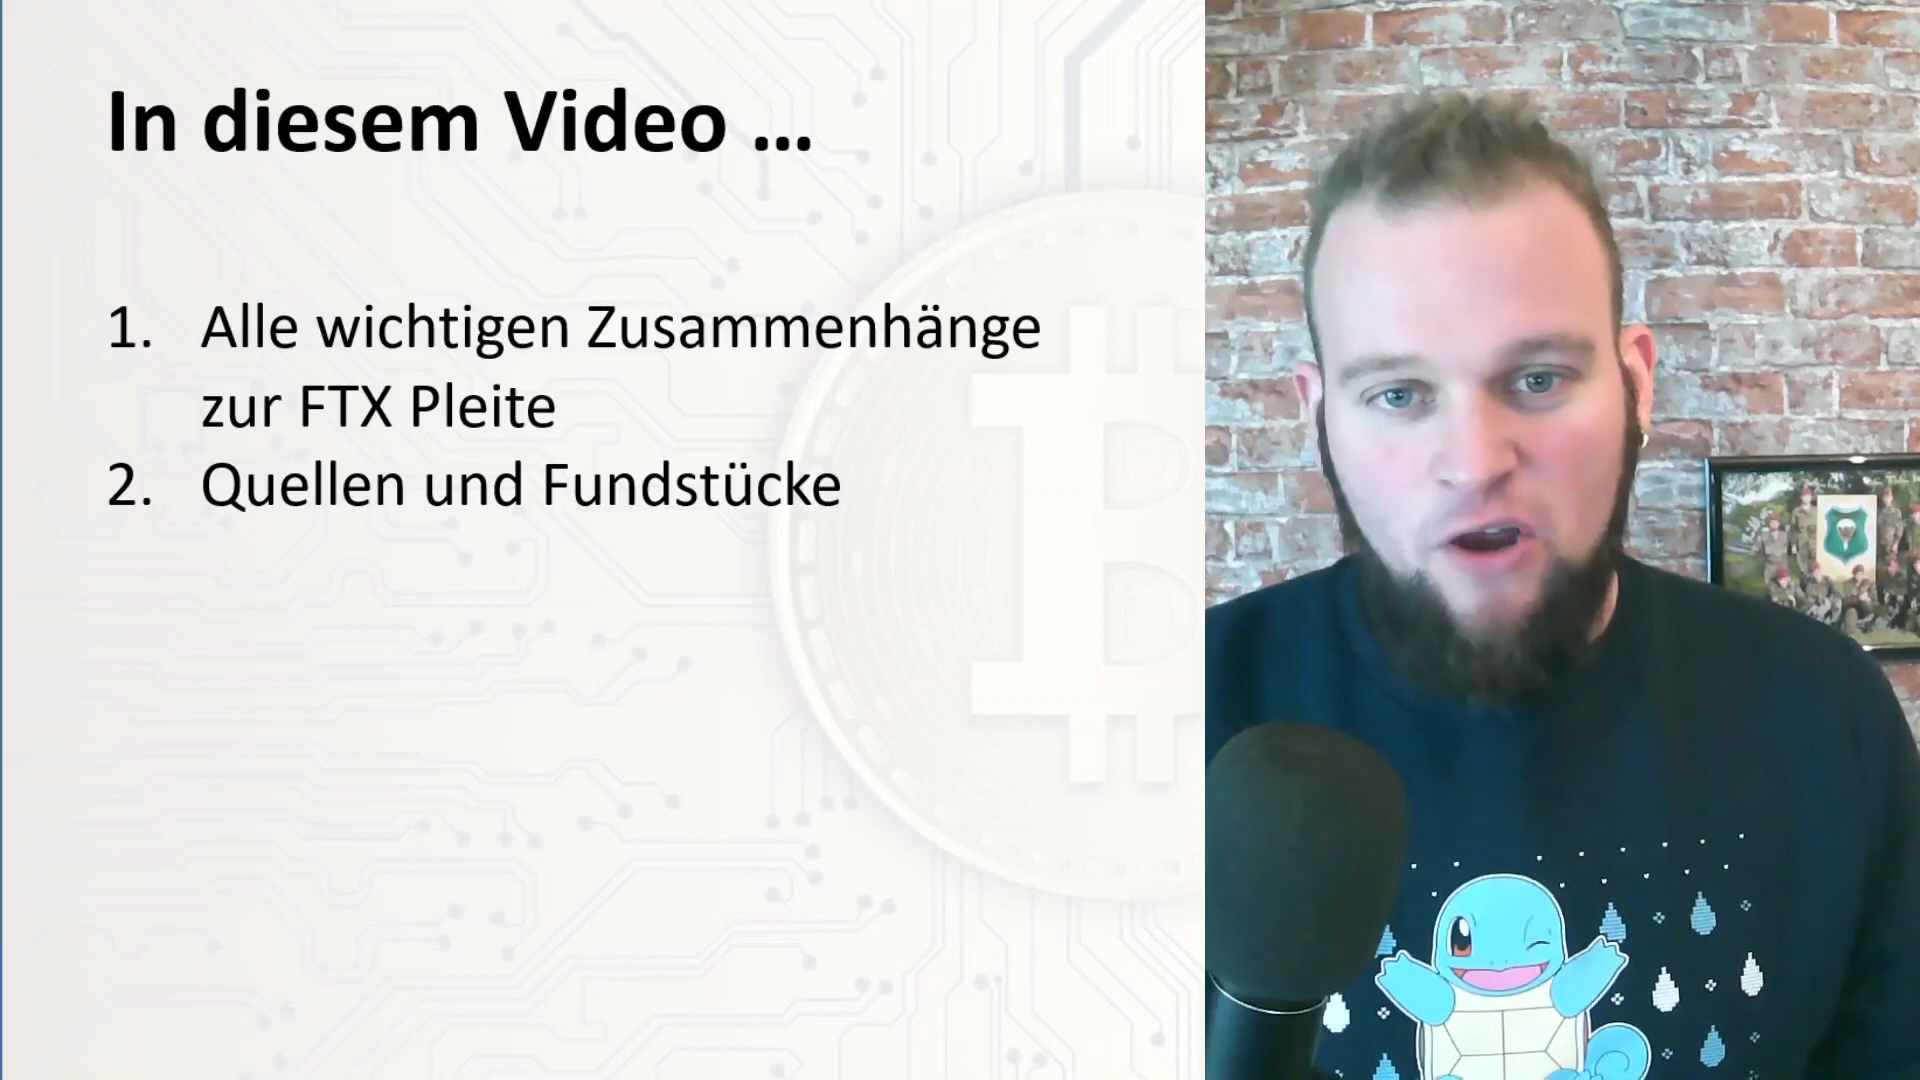 In diesem Video ...
1. Alle wichtigen Zusammenhänge
zur FTX Pleite
2. Quellen und Fundstücke